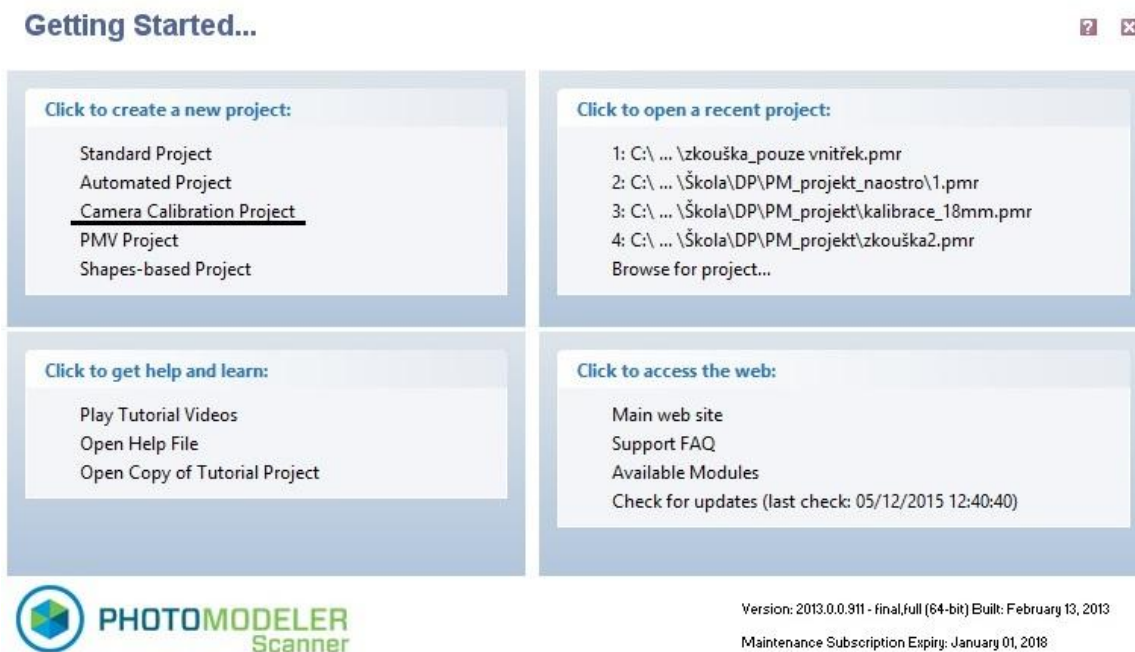 Getting Started...
Click to create a new project:
Standard Project
Automated Project
Camera Calibration Project
PMV Project
Shapes-based Project
Click to open a recent project:
1: C:\ ... \zkouška_pouze vnitřek.pmr
2: C:\ ... \Škola\DP\PM_projekt_naostro\1.pmr
3: C:\ ... \Škola\DP\PM_projekt\kalibrace_18mm.pmr
4: C:\ ... \Škola\DP\PM_projekt\zkouška2.pmr
Browse for project...
Click to get help and learn:
Play Tutorial Videos
Open Help File
Open Copy of Tutorial Project
Click to access the web:
Main web site
Support FAQ
Available Modules
Check for updates (last check: 05/12/2015 12:40:40)
PHOTOMODELER
Scanner
Version: 2013.0.0.911 - final,full (64-bit) Built: February 13, 2013
Maintenance Subscription Expiry: January 01, 2018